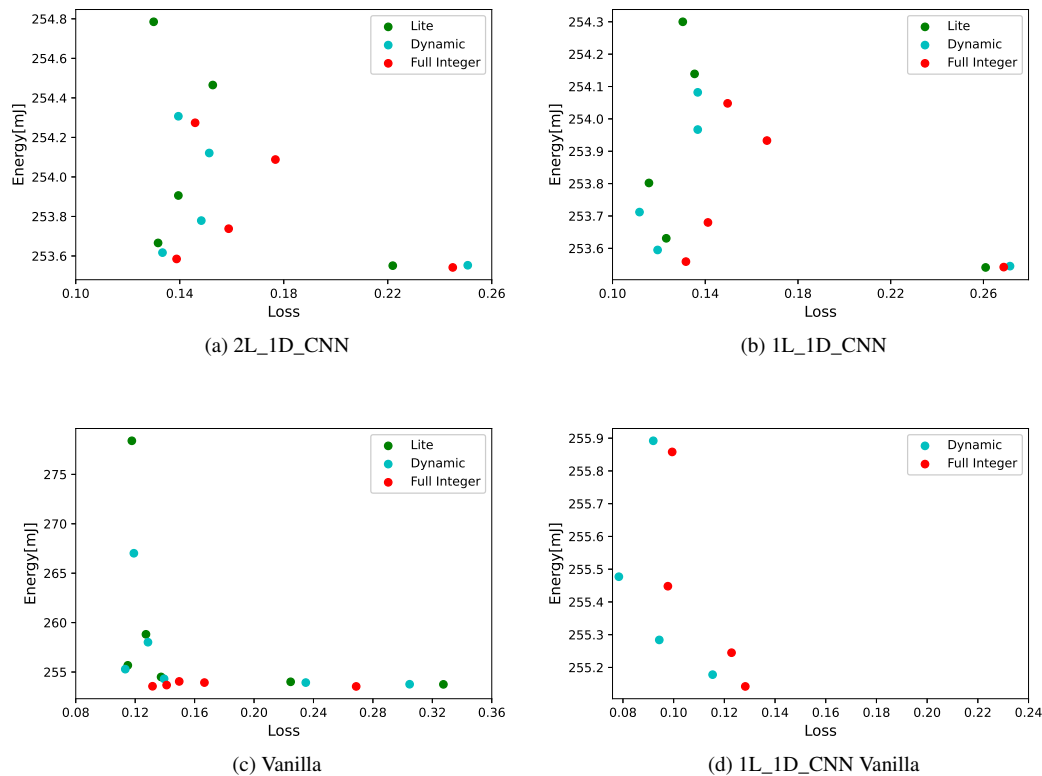 254.8
254.6
254.4
254.2
254.0
253.8
253.6
Energy[mJ]
0.10 0.14 0.18 0.22 0.26
Loss
Lite
Dynamic
Full Integer
(a) 2L_1D_CNN
254.3
254.2
254.1
254.0
253.9
253.8
253.7
253.6
Energy[mJ]
0.10 0.14 0.18 0.22 0.26
Loss
Lite
Dynamic
Full Integer
(b) 1L_1D_CNN
275
270
265
260
255
Energy[mJ]
0.08 0.12 0.16 0.20 0.24 0.28 0.32 0.36
Loss
Lite
Dynamic
Full Integer
(c) Vanilla
255.9
255.8
255.7
255.6
255.5
255.4
255.3
255.2
Energy[mJ]
0.08 0.10 0.12 0.14 0.16 0.18 0.20 0.22 0.24
Loss
Dynamic
Full Integer
(d) 1L_1D_CNN Vanilla